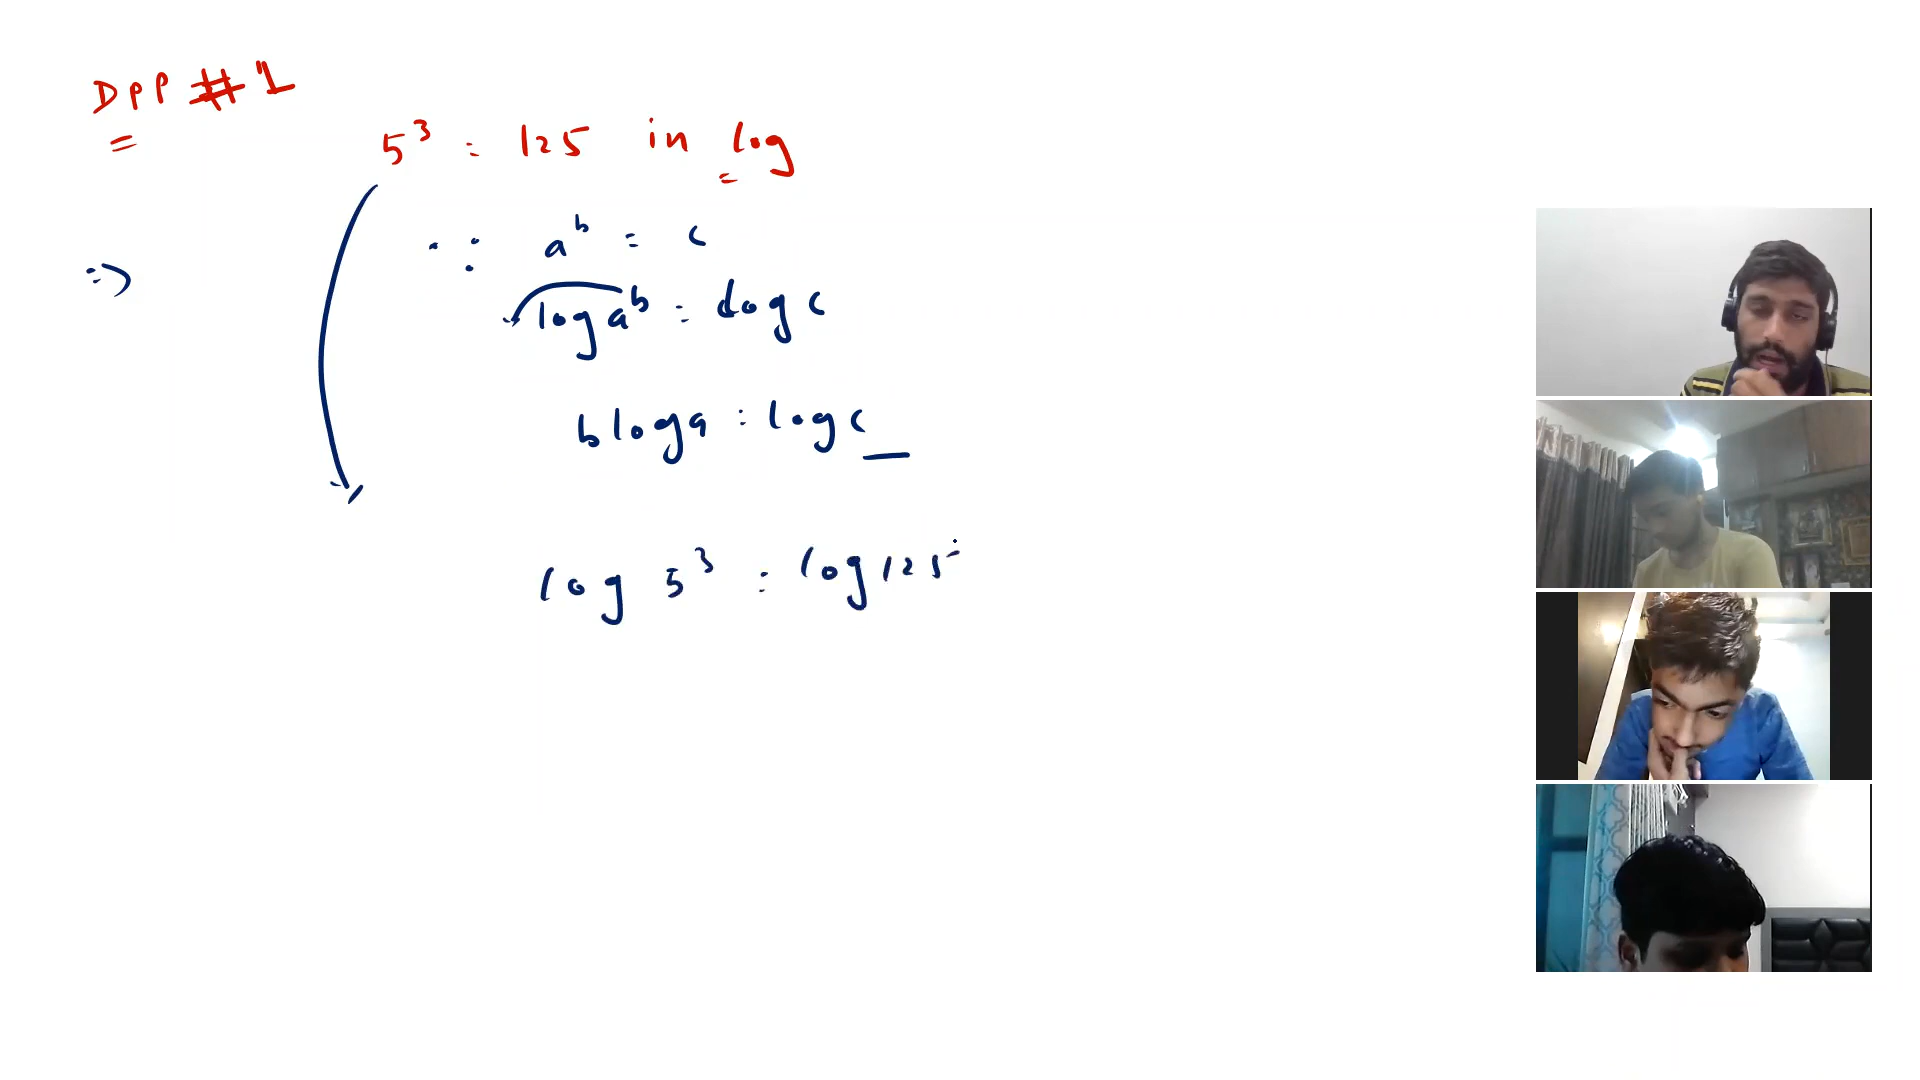 DPP #1
=
5³ = 125 in log
=> ∵ aᵇ = c
log aᵇ = log c
b log a = log c
log 5³ = log 125